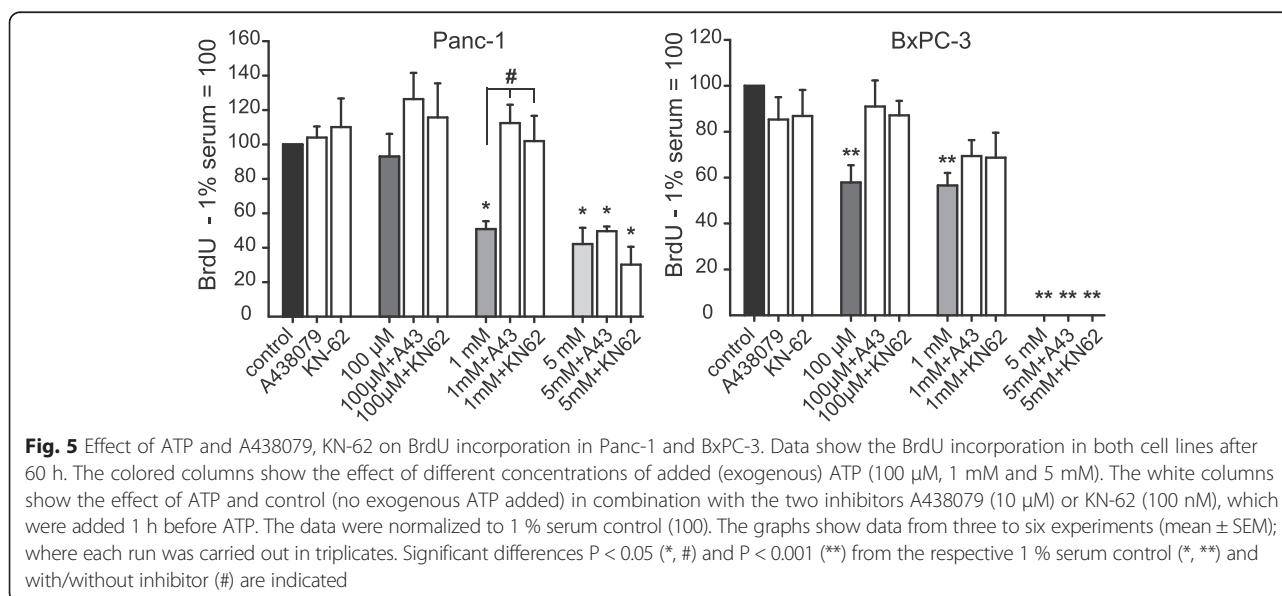 Panc-1
BrdU - 1% serum = 100
160
140
120
100
80
60
40
20
0
#
*
* * *
control
A438079
KN-62
100 µM
100µM+A43
100µM+KN62
1 mM
1mM+A43
1mM+KN62
5 mM
5mM+A43
5mM+KN62
BxPC-3
BrdU - 1% serum = 100
120
100
80
60
40
20
0
**
**
** ** **
control
A438079
KN-62
100 µM
100µM+A43
100µM+KN62
1 mM
1mM+A43
1mM+KN62
5 mM
5mM+A43
5mM+KN62
Fig. 5 Effect of ATP and A438079, KN-62 on BrdU incorporation in Panc-1 and BxPC-3. Data show the BrdU incorporation in both cell lines after
60 h. The colored columns show the effect of different concentrations of added (exogenous) ATP (100 µM, 1 mM and 5 mM). The white columns
show the effect of ATP and control (no exogenous ATP added) in combination with the two inhibitors A438079 (10 µM) or KN-62 (100 nM), which
were added 1 h before ATP. The data were normalized to 1 % serum control (100). The graphs show data from three to six experiments (mean ± SEM);
where each run was carried out in triplicates. Significant differences P < 0.05 (*, #) and P < 0.001 (**) from the respective 1 % serum control (*, **) and
with/without inhibitor (#) are indicated